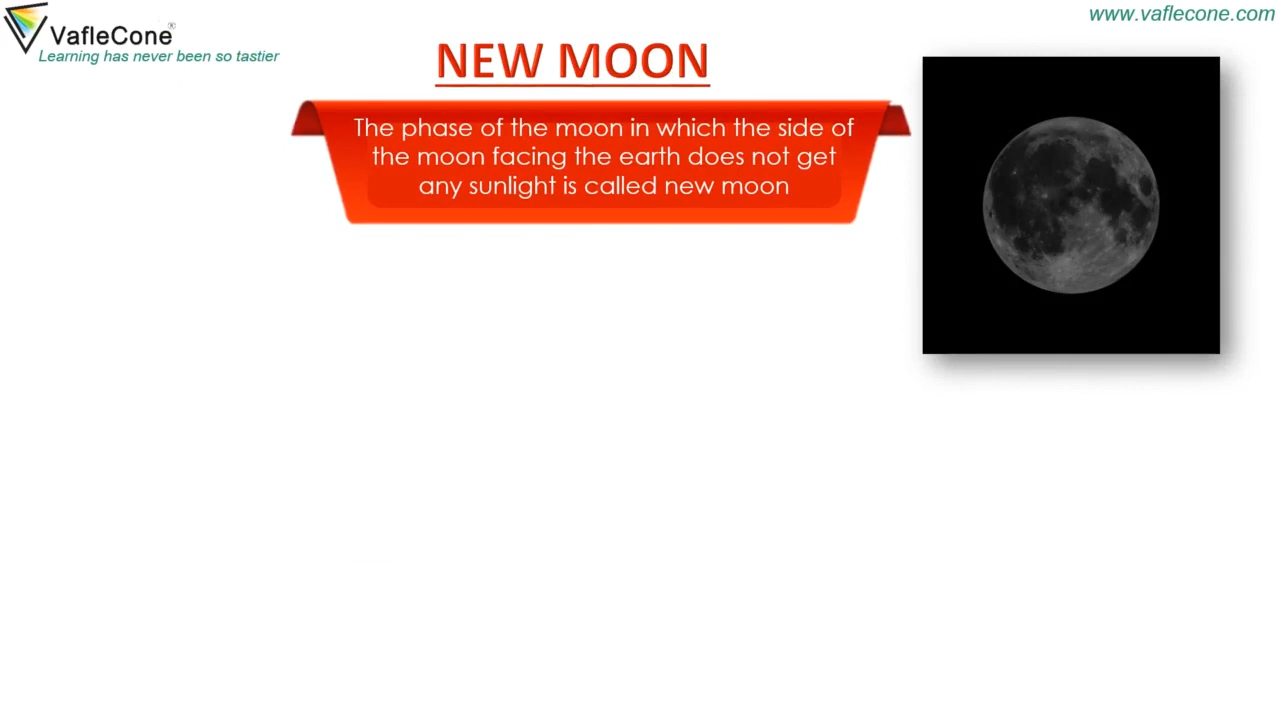 VafleCone®
Learning has never been so tastier
www.vaflecone.com
NEW MOON
The phase of the moon in which the side of
the moon facing the earth does not get
any sunlight is called new moon